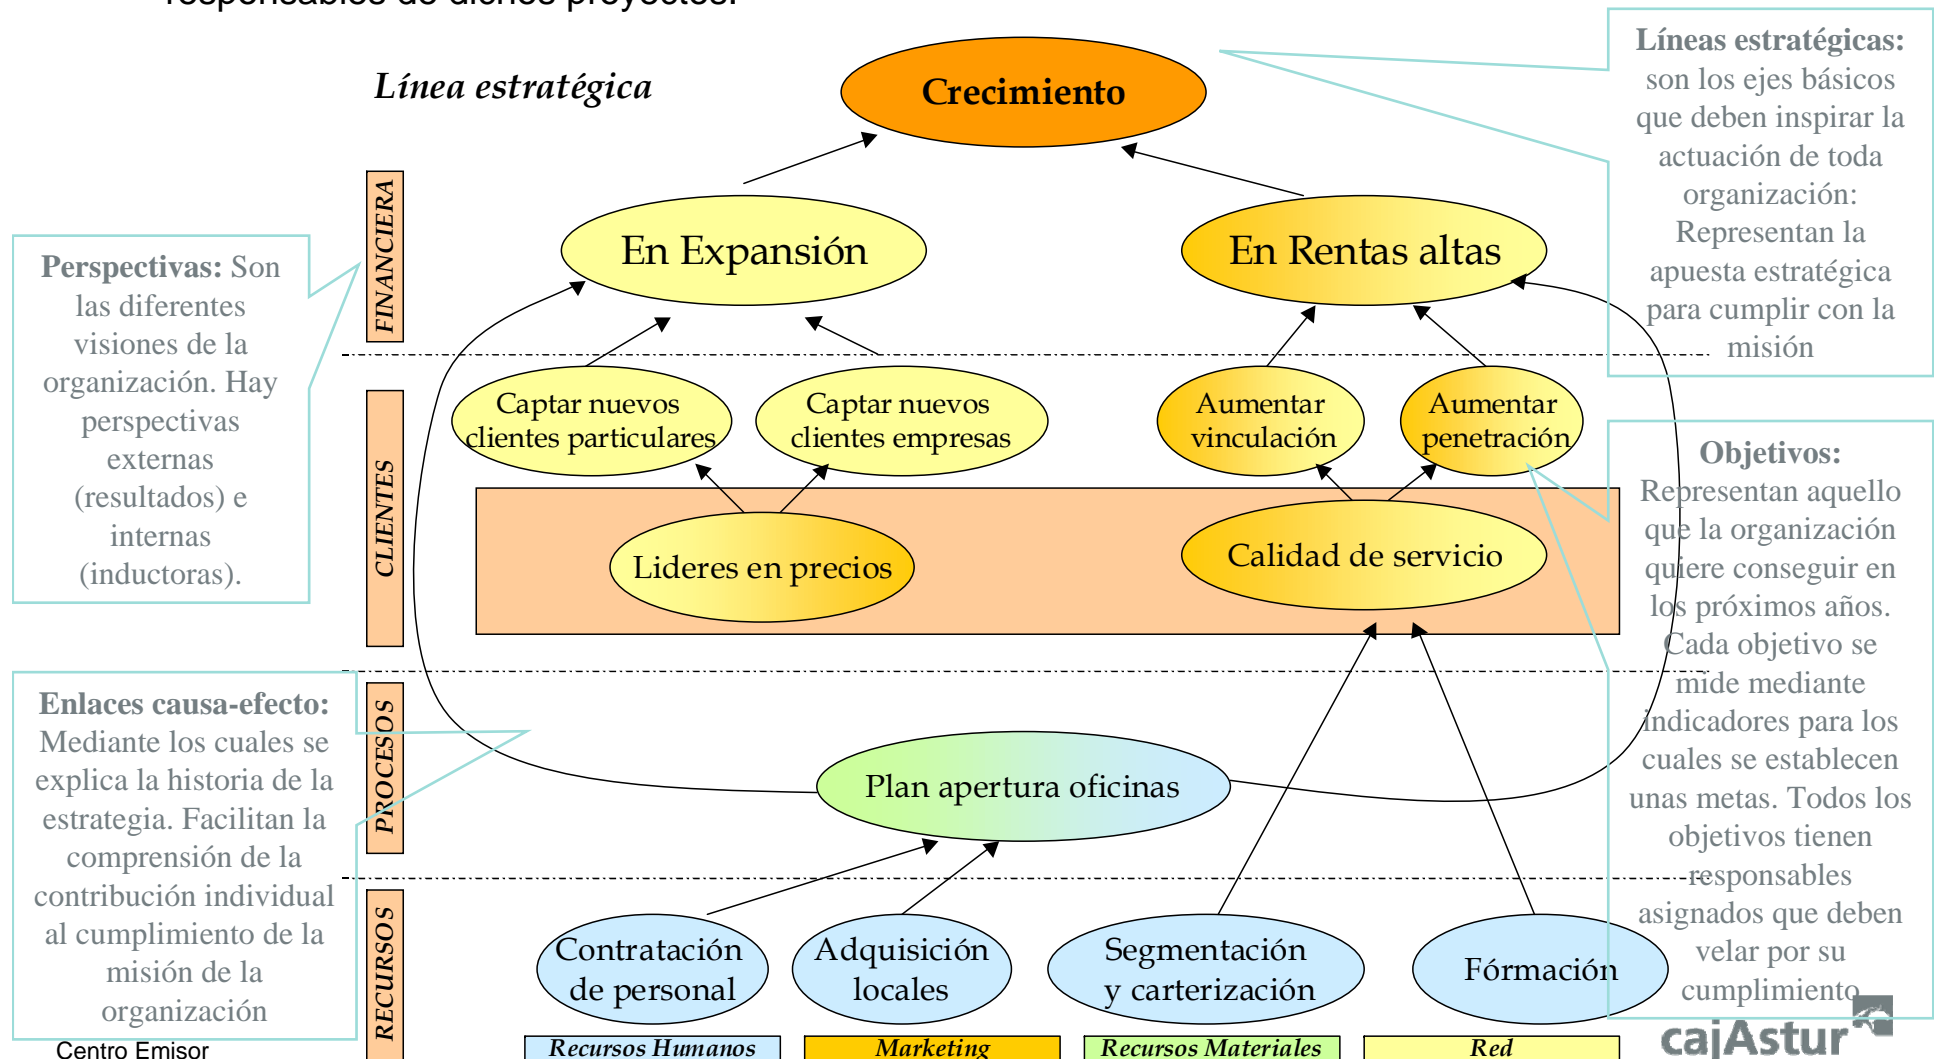 responsables de dichos proyectos.
Línea estratégica
Crecimiento
Líneas estratégicas:
son los ejes básicos
que deben inspirar la
actuación de toda
organización:
Representan la
apuesta estratégica
para cumplir con la
misión
FINANCIERA
En Expansión
En Rentas altas
Perspectivas: Son
las diferentes
visiones de la
organización. Hay
perspectivas
externas
(resultados) e
internas
(inductoras).
CLIENTES
Captar nuevos
clientes particulares
Captar nuevos
clientes empresas
Aumentar
vinculación
Aumentar
penetración
Lideres en precios
Calidad de servicio
Objetivos:
Representan aquello
que la organización
quiere conseguir en
los próximos años.
Cada objetivo se
mide mediante
indicadores para los
cuales se establecen
unas metas. Todos los
objetivos tienen
responsables
asignados que deben
velar por su
cumplimiento
Enlaces causa-efecto:
Mediante los cuales se
explica la historia de la
estrategia. Facilitan la
comprensión de la
contribución individual
al cumplimiento de la
misión de la
organización
PROCESOS
Plan apertura oficinas
RECURSOS
Contratación
de personal
Adquisición
locales
Segmentación
y carterización
Fórmación
Recursos Humanos
Marketing
Recursos Materiales
Red
Centro Emisor
cajAstur